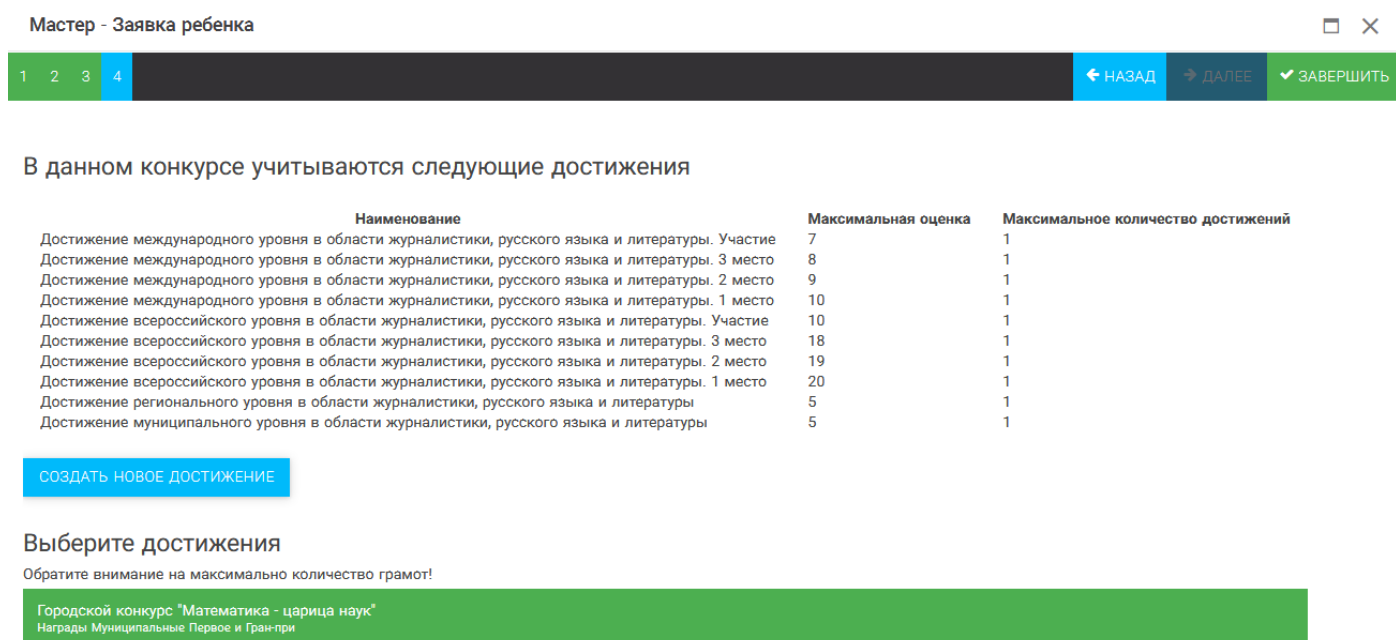 Мастер - Заявка ребенка
1 2 3 4 НАЗАД ДАЛЕЕ ЗАВЕРШИТЬ
В данном конкурсе учитываются следующие достижения
Наименование Максимальная оценка Максимальное количество достижений
Достижение международного уровня в области журналистики, русского языка и литературы. Участие 7 1
Достижение международного уровня в области журналистики, русского языка и литературы. 3 место 8 1
Достижение международного уровня в области журналистики, русского языка и литературы. 2 место 9 1
Достижение международного уровня в области журналистики, русского языка и литературы. 1 место 10 1
Достижение всероссийского уровня в области журналистики, русского языка и литературы. Участие 10 1
Достижение всероссийского уровня в области журналистики, русского языка и литературы. 3 место 18 1
Достижение всероссийского уровня в области журналистики, русского языка и литературы. 2 место 19 1
Достижение всероссийского уровня в области журналистики, русского языка и литературы. 1 место 20 1
Достижение регионального уровня в области журналистики, русского языка и литературы 5 1
Достижение муниципального уровня в области журналистики, русского языка и литературы 5 1
СОЗДАТЬ НОВОЕ ДОСТИЖЕНИЕ
Выберите достижения
Обратите внимание на максимально количество грамот!
Городской конкурс "Математика - царица наук"
Награды Муниципальные Первое и Гран-при